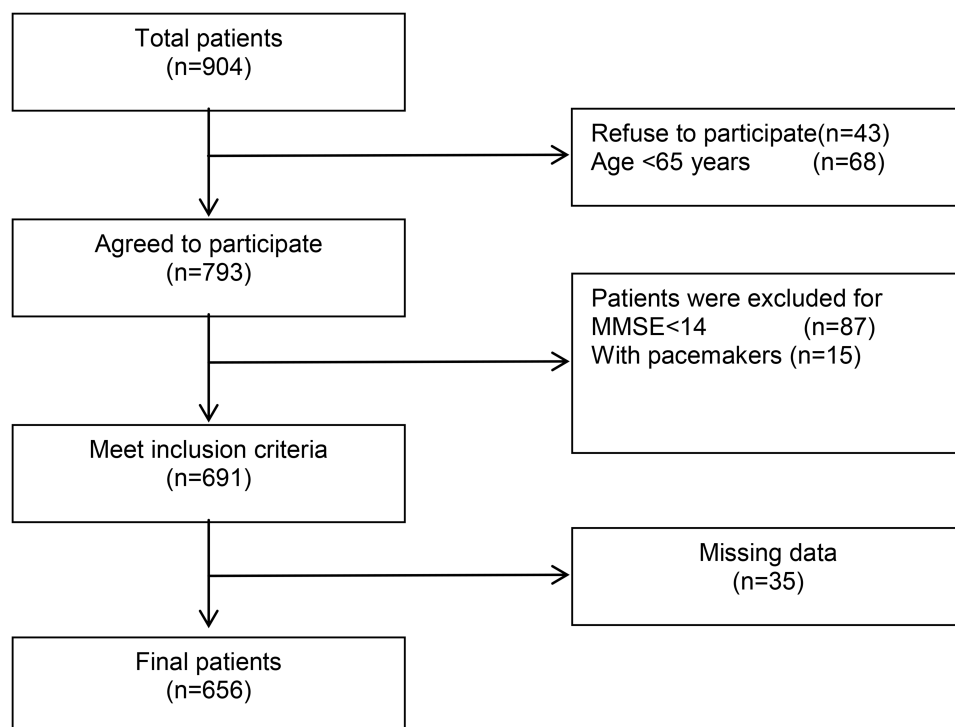 Total patients
(n=904)
Refuse to participate(n=43)
Age <65 years (n=68)
Agreed to participate
(n=793)
Patients were excluded for
MMSE<14 (n=87)
With pacemakers (n=15)
Meet inclusion criteria
(n=691)
Missing data
(n=35)
Final patients
(n=656)